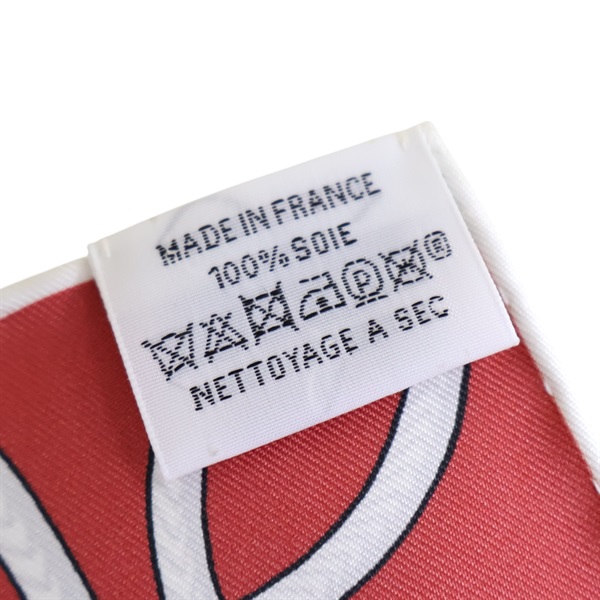 MADE IN FRANCE
100% SOIE
P ®
NETTOYAGE A SEC